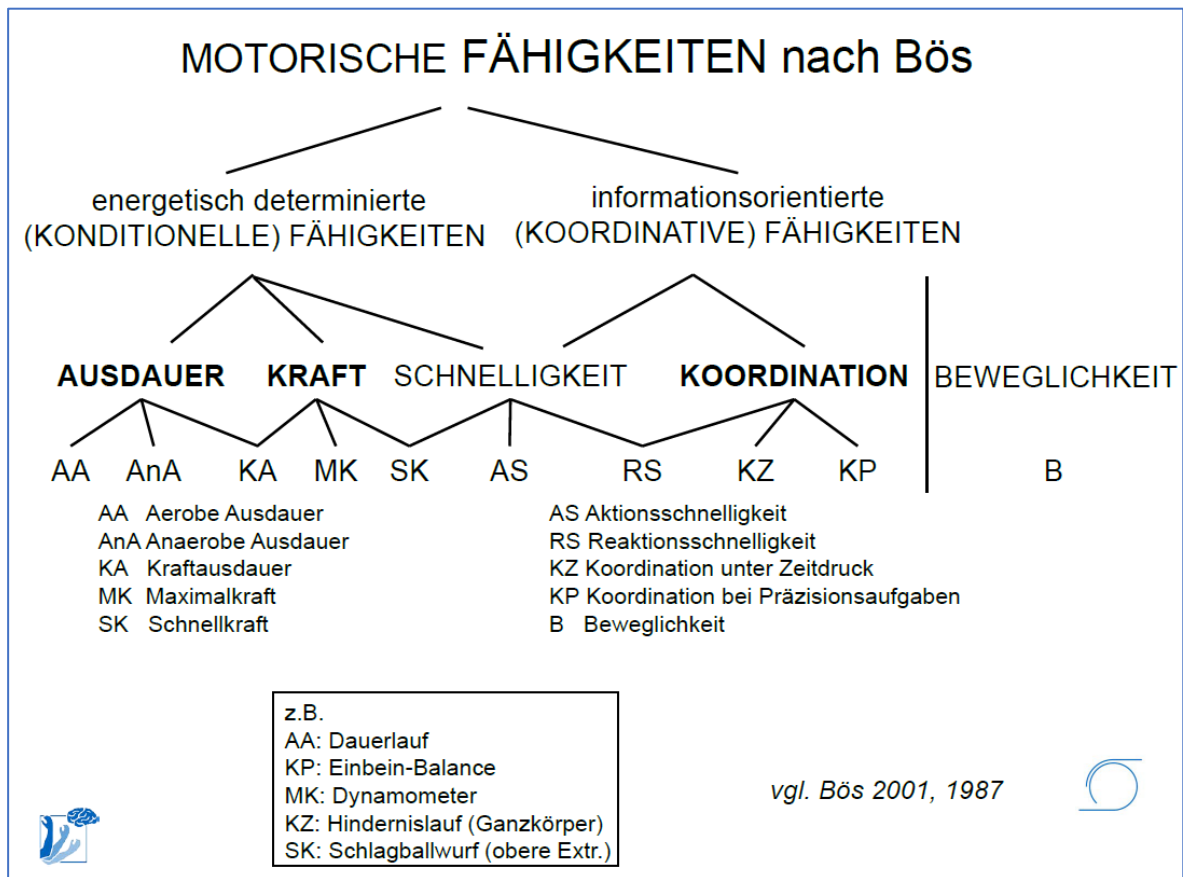 MOTORISCHE FÄHIGKEITEN nach Bös
energetisch determinierte
(KONDITIONELLE) FÄHIGKEITEN
informationsorientierte
(KOORDINATIVE) FÄHIGKEITEN
AUSDAUER KRAFT SCHNELLIGKEIT KOORDINATION BEWEGLICHKEIT
AA AnA KA MK SK AS RS KZ KP B
AA Aerobe Ausdauer
AnA Anaerobe Ausdauer
KA Kraftausdauer
MK Maximalkraft
SK Schnellkraft
AS Aktionsschnelligkeit
RS Reaktionsschnelligkeit
KZ Koordination unter Zeitdruck
KP Koordination bei Präzisionsaufgaben
B Beweglichkeit
z.B.
AA: Dauerlauf
KP: Einbein-Balance
MK: Dynamometer
KZ: Hindernislauf (Ganzkörper)
SK: Schlagballwurf (obere Extr.)
vgl. Bös 2001, 1987